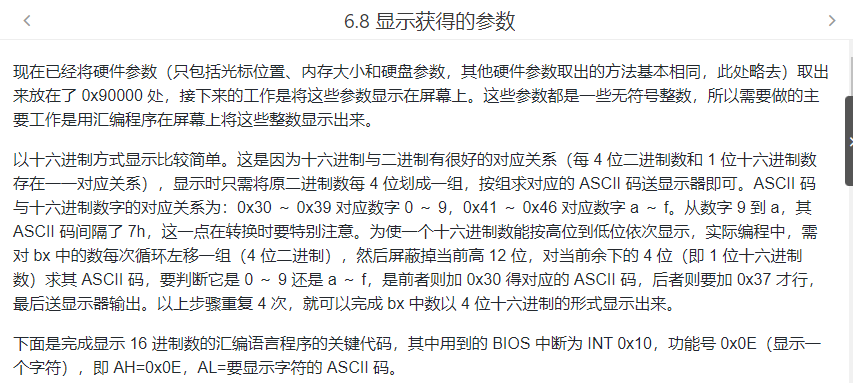 6.8 显示获得的参数
现在已经将硬件参数（只包括光标位置、内存大小和硬盘参数，其他硬件参数取出的方法基本相同，此处略去）取出
来放在了 0x90000 处，接下来的工作是将这些参数显示在屏幕上。这些参数都是一些无符号整数，所以需要做的主
要工作是用汇编程序在屏幕上将这些整数显示出来。
以十六进制方式显示比较简单。这是因为十六进制与二进制有很好的对应关系（每 4 位二进制数和 1 位十六进制数
存在一一对应关系），显示时只需将原二进制数每 4 位划成一组，按组求对应的 ASCII 码送显示器即可。ASCII 码
与十六进制数字的对应关系为：0x30 ～ 0x39 对应数字 0 ～ 9，0x41 ～ 0x46 对应数字 a ～ f。从数字 9 到 a，其
ASCII 码间隔了 7h，这一点在转换时要特别注意。为使一个十六进制数能按高位到低位依次显示，实际编程中，需
对 bx 中的数每次循环左移一组（4 位二进制），然后屏蔽掉当前高 12 位，对当前余下的 4 位（即 1 位十六进制
数）求其 ASCII 码，要判断它是 0 ～ 9 还是 a ～ f，是前者则加 0x30 得对应的 ASCII 码，后者则要加 0x37 才行，
最后送显示器输出。以上步骤重复 4 次，就可以完成 bx 中数以 4 位十六进制的形式显示出来。
下面是完成显示 16 进制数的汇编语言程序的关键代码，其中用到的 BIOS 中断为 INT 0x10，功能号 0x0E（显示一
个字符），即 AH=0x0E，AL=要显示字符的 ASCII 码。